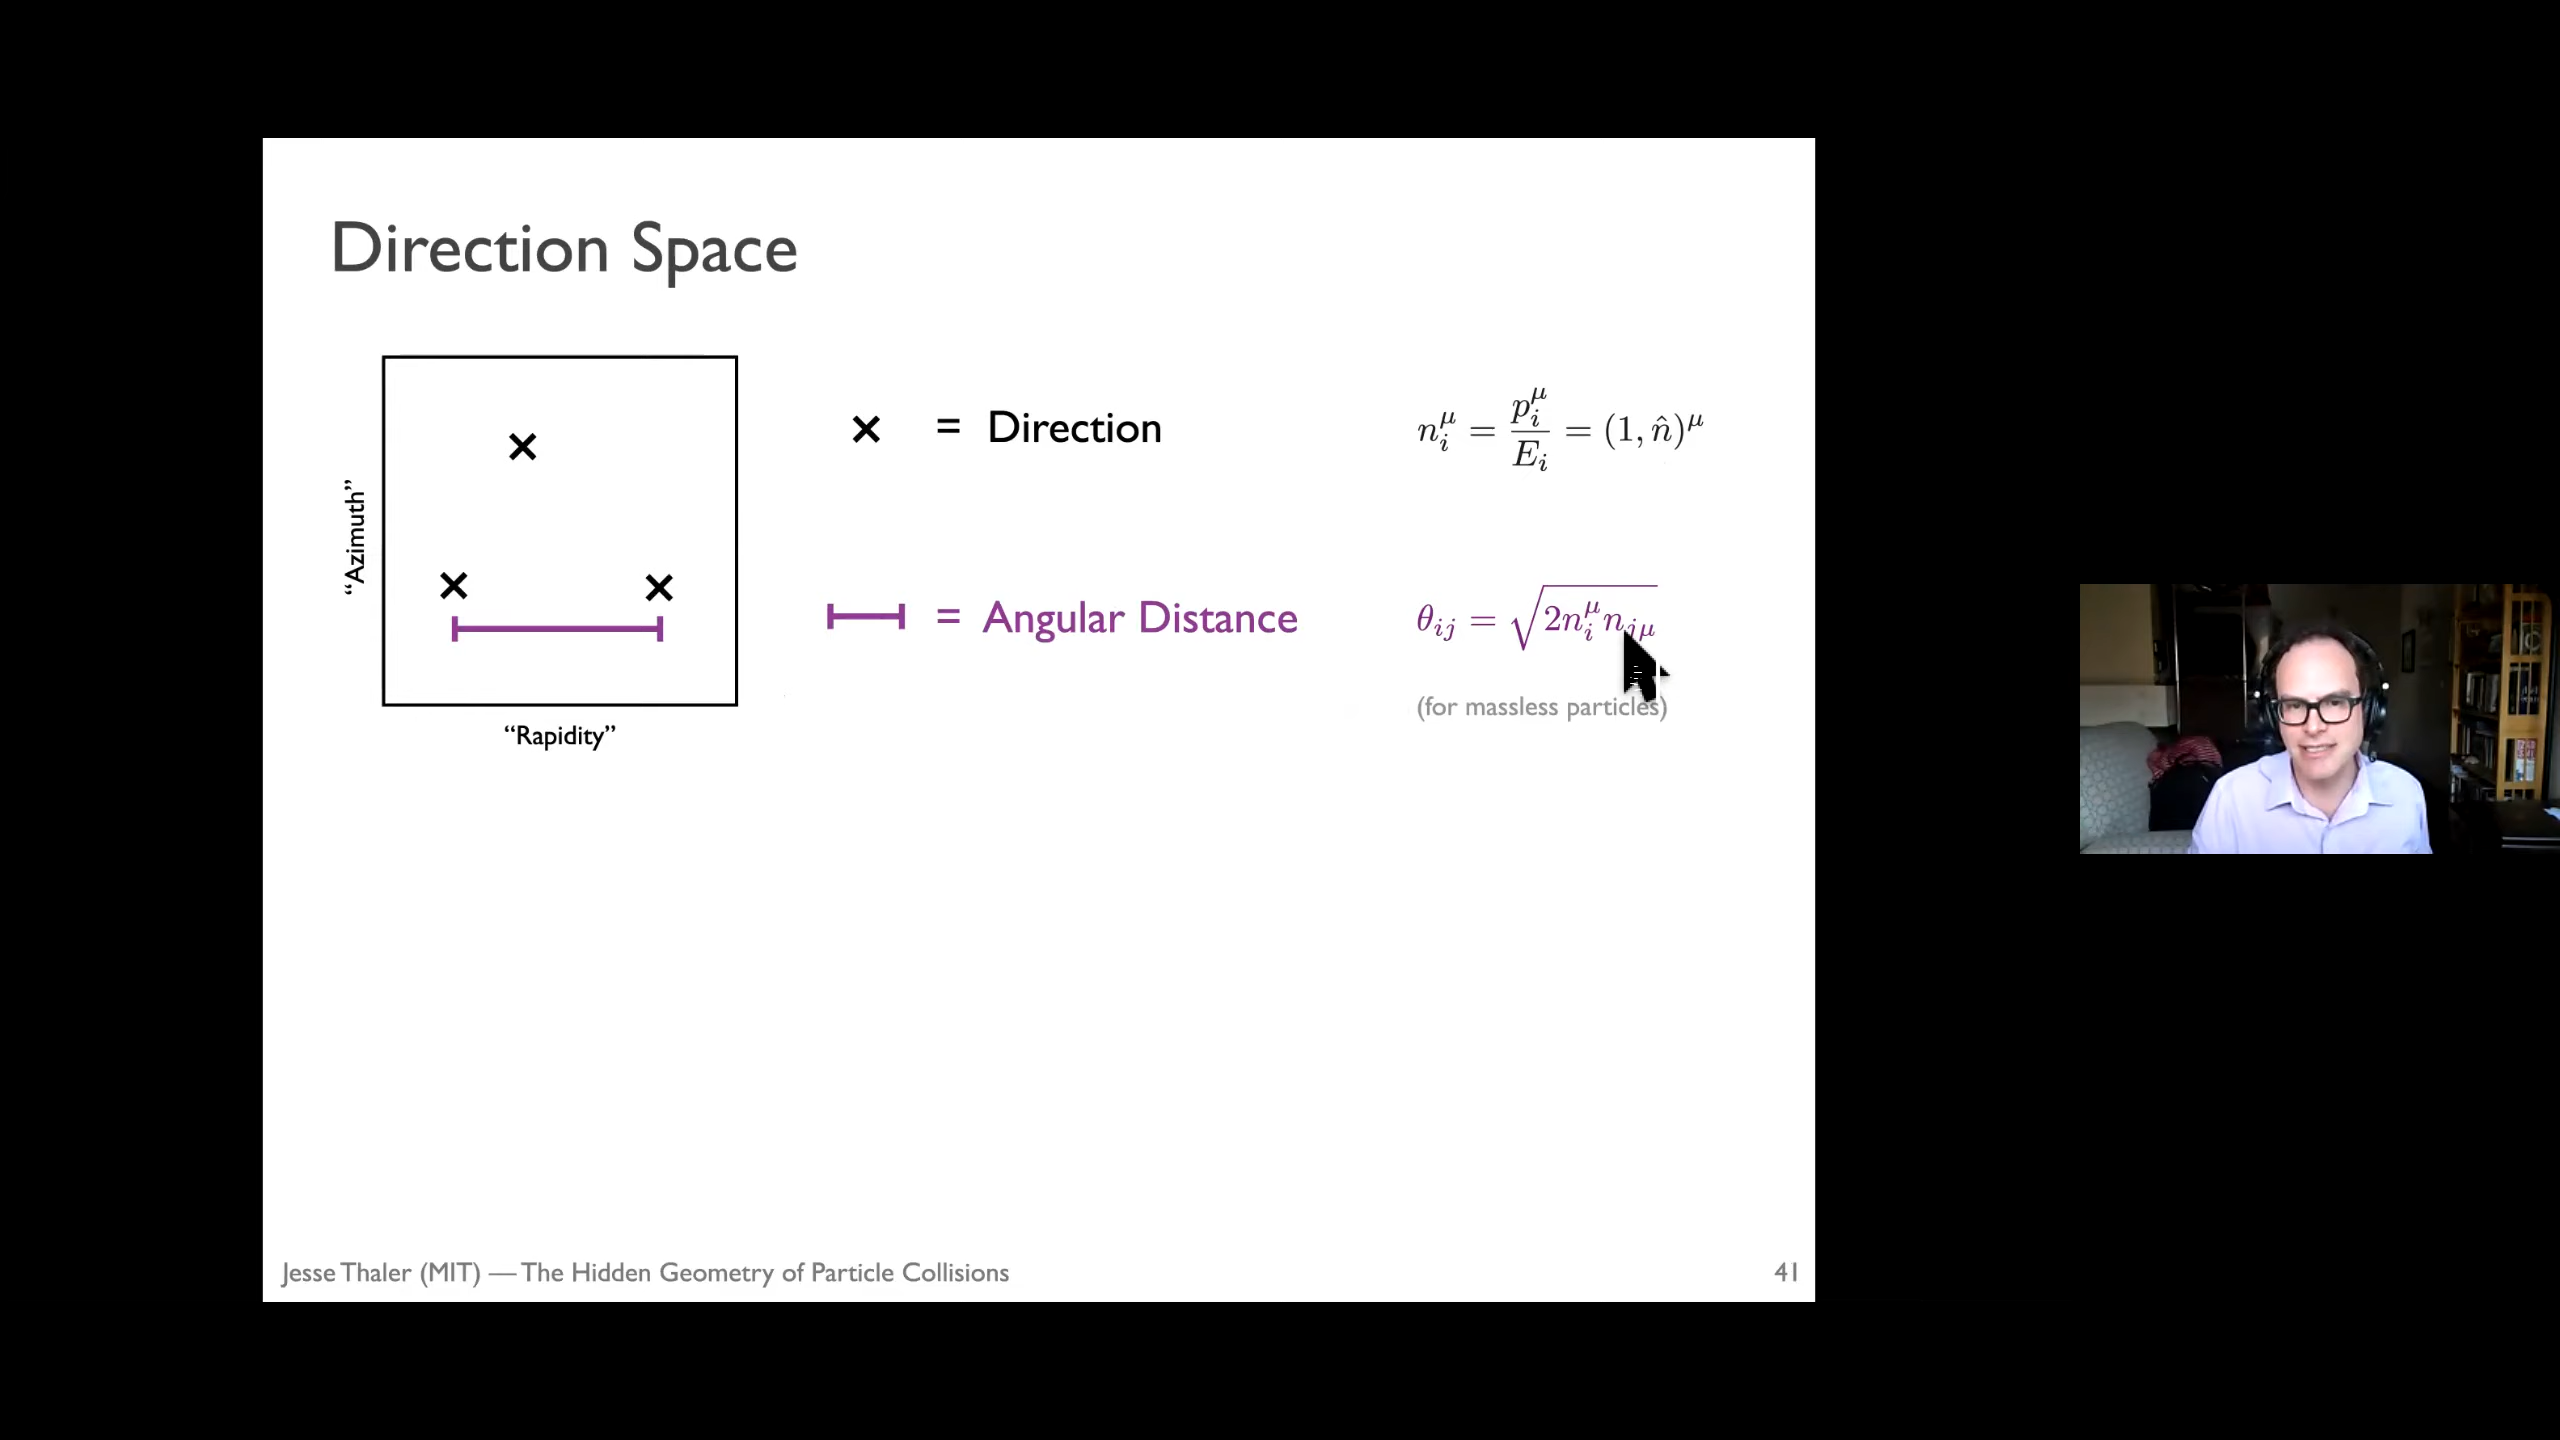 Direction Space
“Azimuth”
“Rapidity”
× = Direction
n_i^μ = p_i^μ / E_i = (1, n̂)^μ
= Angular Distance
θ_ij = √(2n_i^μ n_jμ)
(for massless particles)
Jesse Thaler (MIT) — The Hidden Geometry of Particle Collisions
41